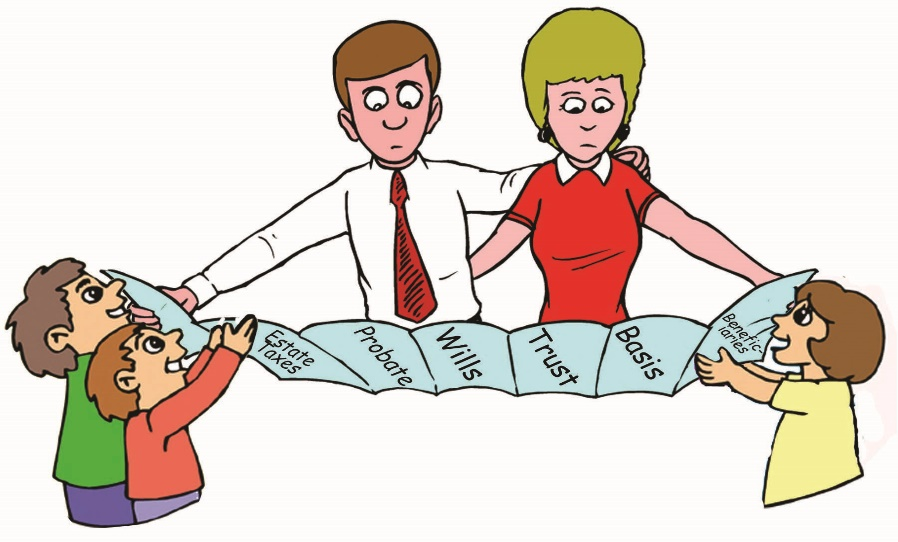 Estate
Taxes
Probate
Wills
Trust
Basis
Benefic-
iaries